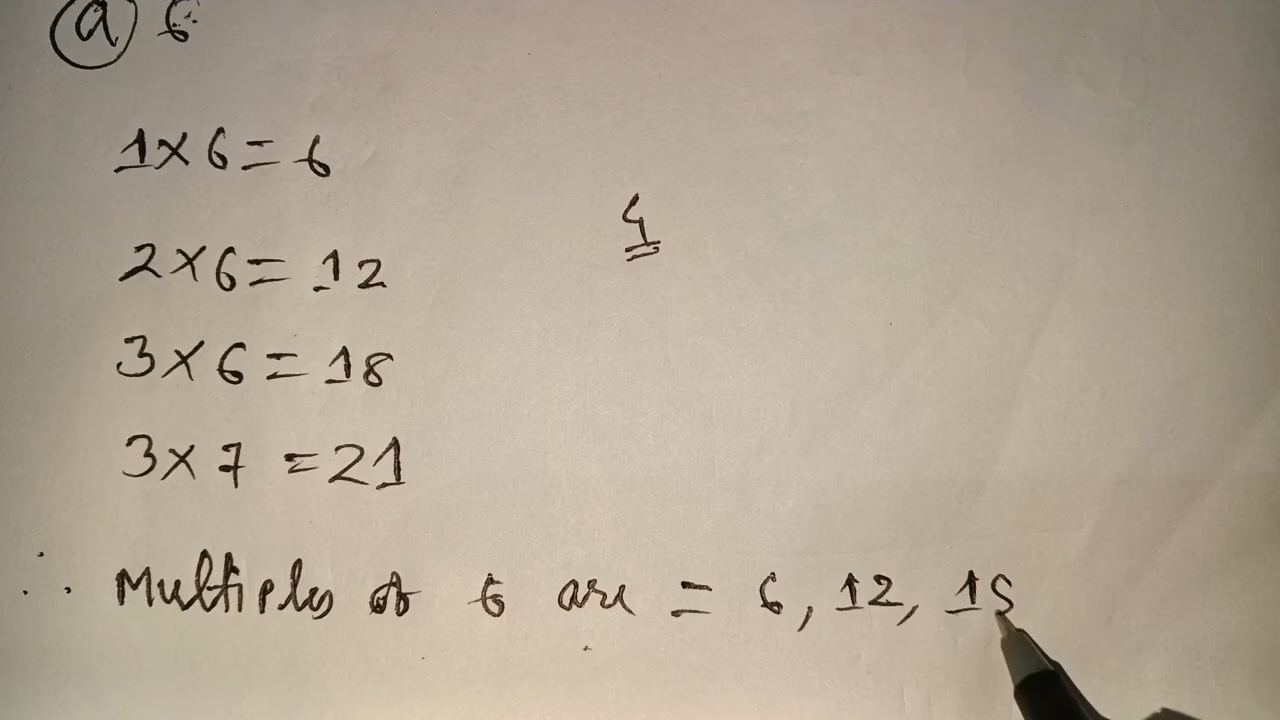 (a) 6
1 × 6 = 6
4
2 × 6 = 12
3 × 6 = 18
3 × 7 = 21
∴ Multiples of 6 are = 6, 12, 1